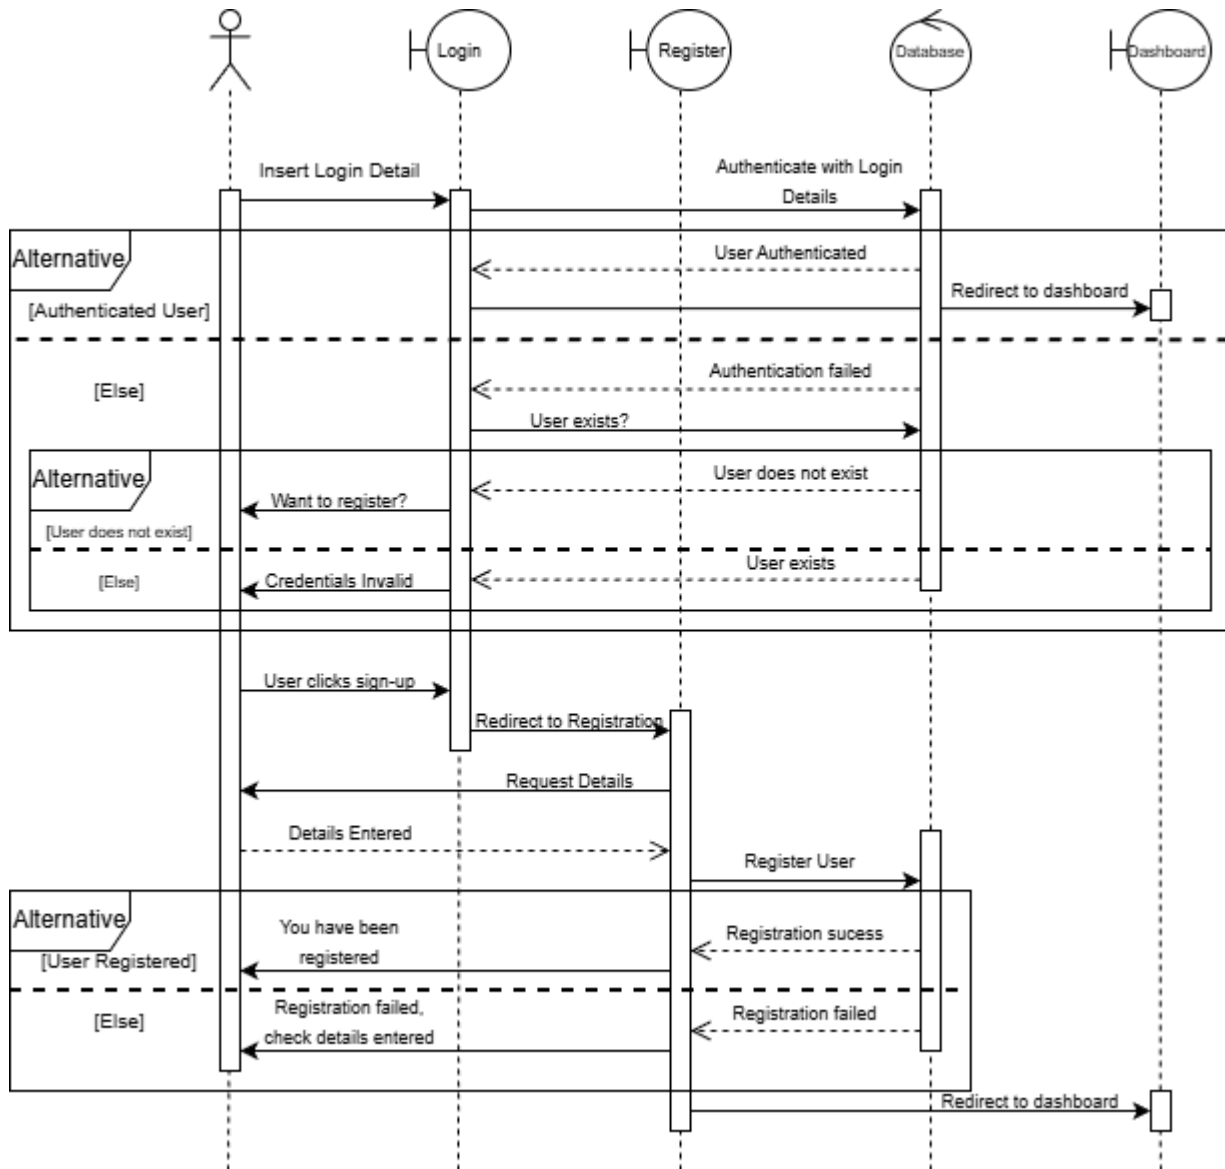 Login
Register
Database
Dashboard
Insert Login Detail
Authenticate with Login
Details
Alternative
User Authenticated
Redirect to dashboard
[Authenticated User]
Authentication failed
[Else]
User exists?
Alternative
User does not exist
Want to register?
[User does not exist]
User exists
[Else]
Credentials Invalid
User clicks sign-up
Redirect to Registration
Request Details
Details Entered
Register User
Alternative
You have been
registered
Registration sucess
[User Registered]
Registration failed,
check details entered
Registration failed
[Else]
Redirect to dashboard